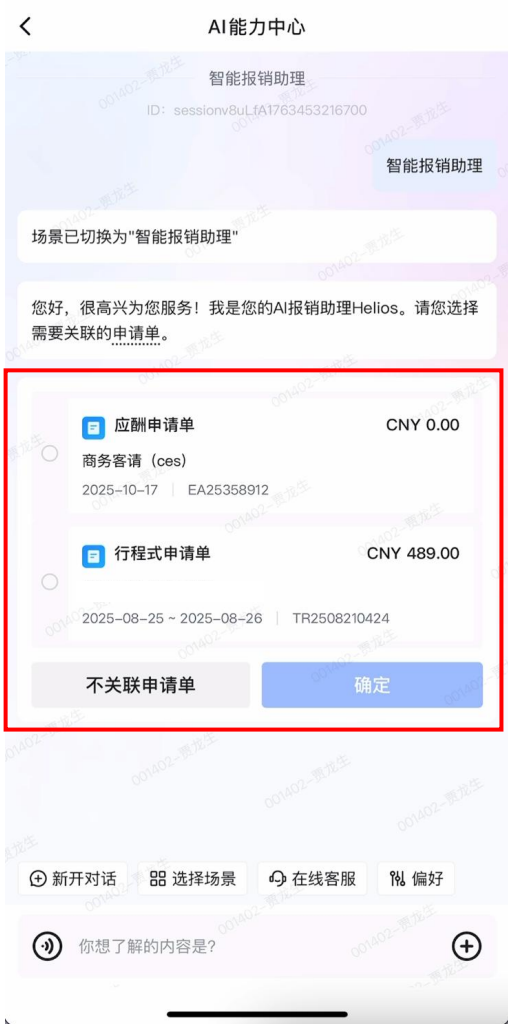 AI能力中心
智能报销助理
ID: sessionv8uLfA1763453216700
智能报销助理
场景已切换为"智能报销助理"
您好，很高兴为您服务！我是您的AI报销助理Helios。请您选择
需要关联的申请单。
应酬申请单 CNY 0.00
商务客请（ces）
2025-10-17 | EA25358912
行程式申请单 CNY 489.00
2025-08-25 ~ 2025-08-26 | TR2508210424
不关联申请单 确定
新开对话 选择场景 在线客服 偏好
你想了解的内容是?
001402-贾龙生